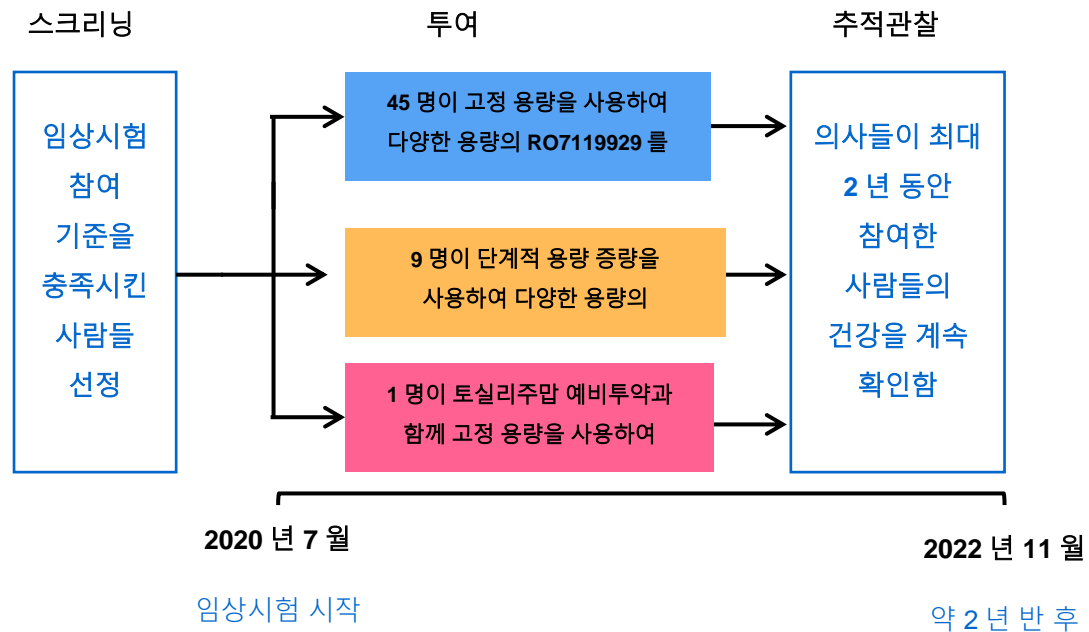 스크리닝
투여
추적관찰
임상시험
참여
기준을
충족시킨
사람들
선정
45 명이 고정 용량을 사용하여
다양한 용량의 RO7119929 를
9 명이 단계적 용량 증량을
사용하여 다양한 용량의
1 명이 토실리주맙 예비투약과
함께 고정 용량을 사용하여
의사들이 최대
2 년 동안
참여한
사람들의
건강을 계속
확인함
2020 년 7 월
2022 년 11 월
임상시험 시작
약 2 년 반 후